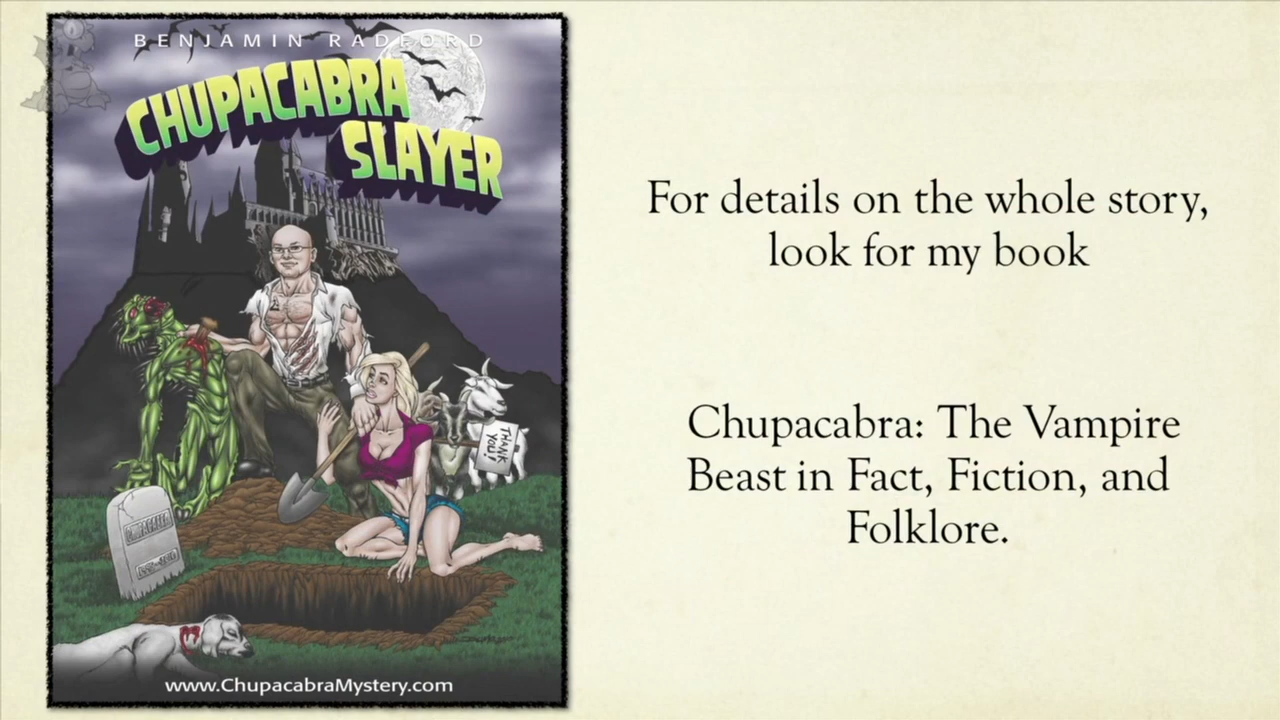 BENJAMIN RADFORD
CHUPACABRA
SLAYER
THANK
YOU!
CHUPACABRA
www.ChupacabraMystery.com
For details on the whole story,
look for my book
Chupacabra: The Vampire
Beast in Fact, Fiction, and
Folklore.